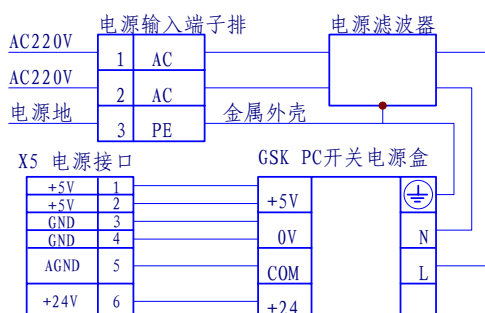 电源输入端子排
电源滤波器
AC220V
1 AC
AC220V
2 AC
电源地
金属外壳
3 PE
X5 电源接口
GSK PC开关电源盒
+5V 1
+5V 2
+5V
GND 3
GND 4
0V
N
AGND 5
COM
L
+24V 6
+24